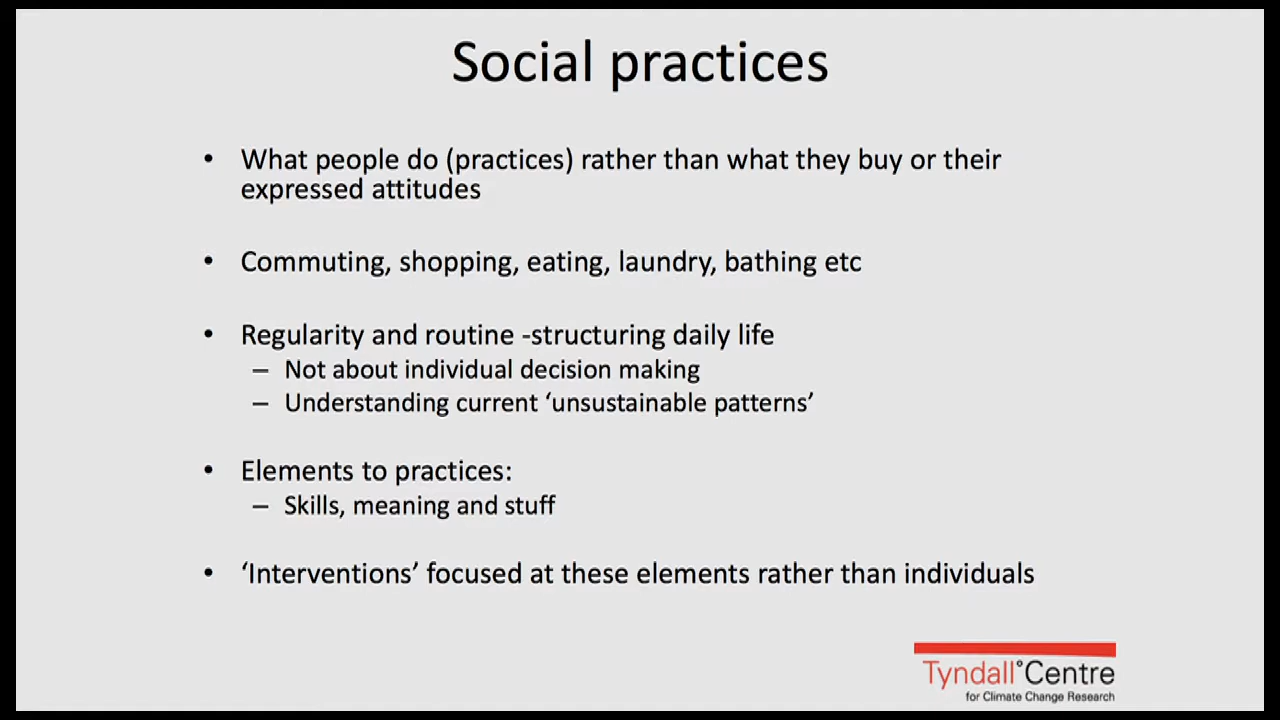 Social practices
• What people do (practices) rather than what they buy or their
expressed attitudes
• Commuting, shopping, eating, laundry, bathing etc
• Regularity and routine -structuring daily life
– Not about individual decision making
– Understanding current ‘unsustainable patterns’
• Elements to practices:
– Skills, meaning and stuff
• ‘Interventions’ focused at these elements rather than individuals
Tyndall°Centre
for Climate Change Research